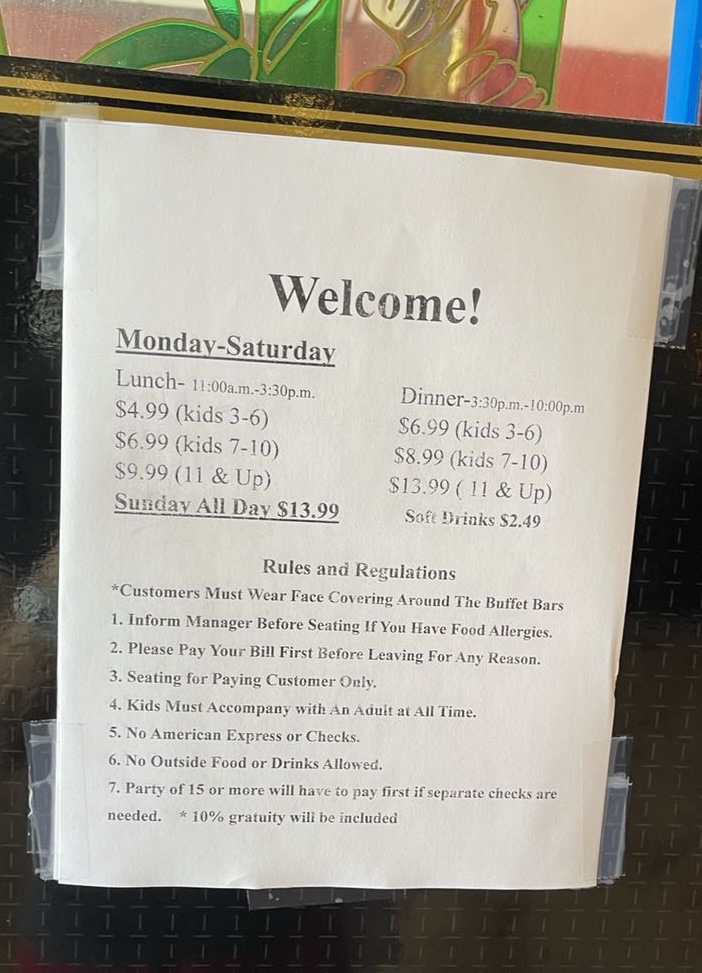 Welcome!
Monday-Saturday
Lunch- 11:00a.m.-3:30p.m.
$4.99 (kids 3-6)
$6.99 (kids 7-10)
$9.99 (11 & Up)
Sunday All Day $13.99
Dinner-3:30p.m.-10:00p.m
$6.99 (kids 3-6)
$8.99 (kids 7-10)
$13.99 ( 11 & Up)
Soft Drinks $2.49
Rules and Regulations
*Customers Must Wear Face Covering Around The Buffet Bars
1. Inform Manager Before Seating If You Have Food Allergies.
2. Please Pay Your Bill First Before Leaving For Any Reason.
3. Seating for Paying Customer Only.
4. Kids Must Accompany with An Adult at All Time.
5. No American Express or Checks.
6. No Outside Food or Drinks Allowed.
7. Party of 15 or more will have to pay first if separate checks are
needed. * 10% gratuity will be included